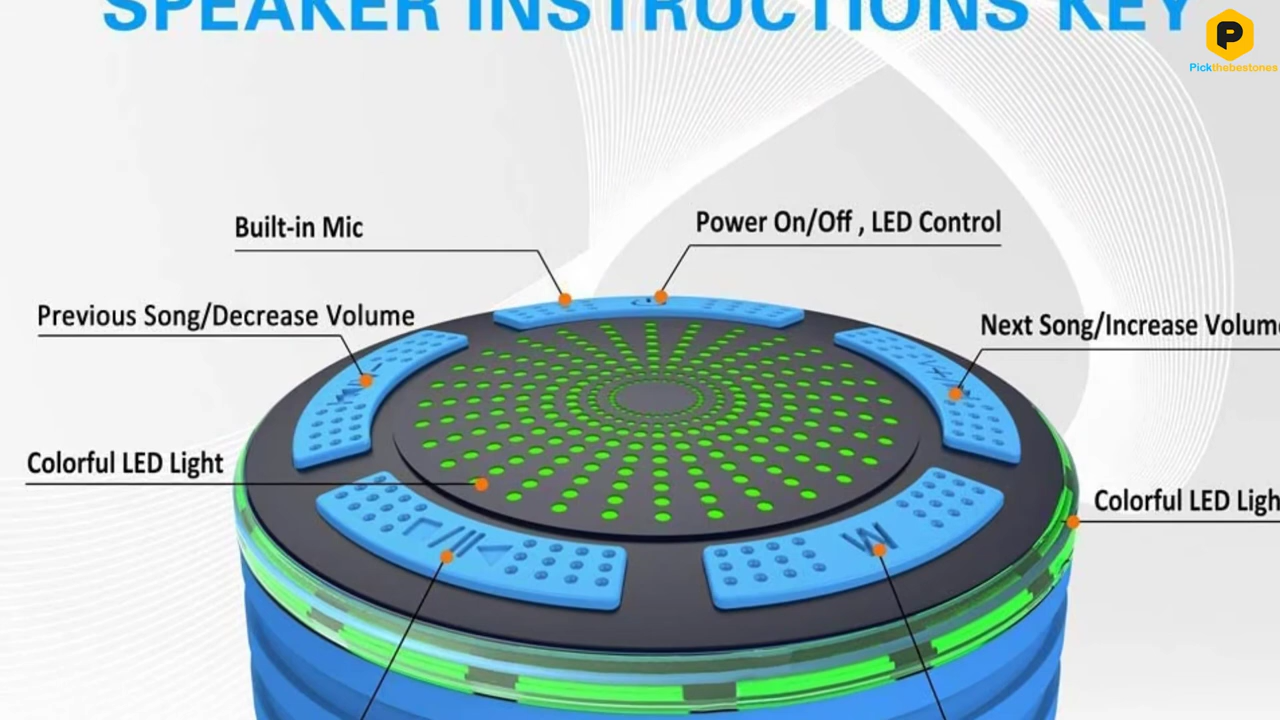 SPEAKER INSTRUCTIONS KEY
P
Pickthebestones
Built-in Mic
Power On/Off , LED Control
Previous Song/Decrease Volume
Next Song/Increase Volume
Colorful LED Light
Colorful LED Ligh
M